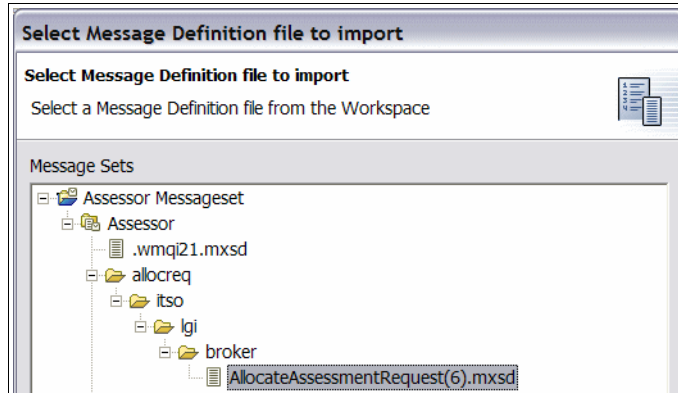 Select Message Definition file to import
Select Message Definition file to import
Select a Message Definition file from the Workspace
Message Sets
Assessor Messageset
Assessor
.wmqi21.mxsd
allocreq
itso
lgi
broker
AllocateAssessmentRequest(6).mxsd